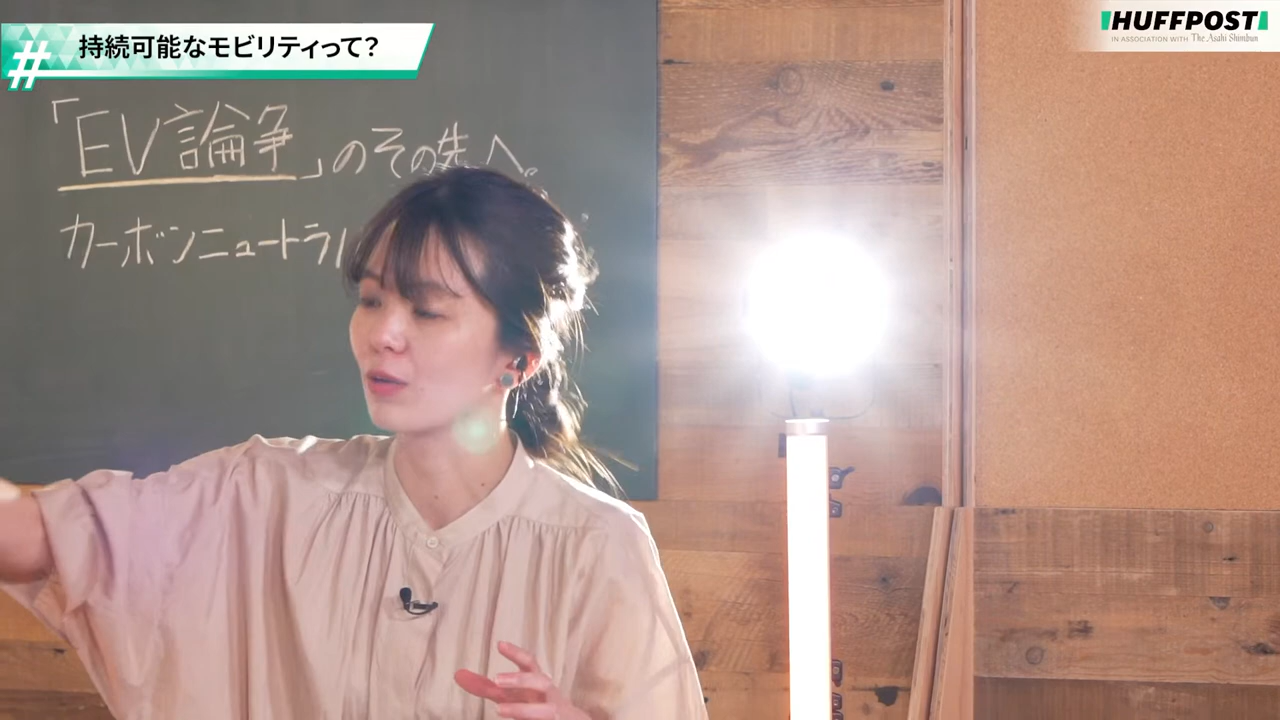 # 持続可能なモビリティって?
HUFFPOST
IN ASSOCIATION WITH The Asahi Shimbun
「EV論争」のその先へ。
カーボンニュートラ